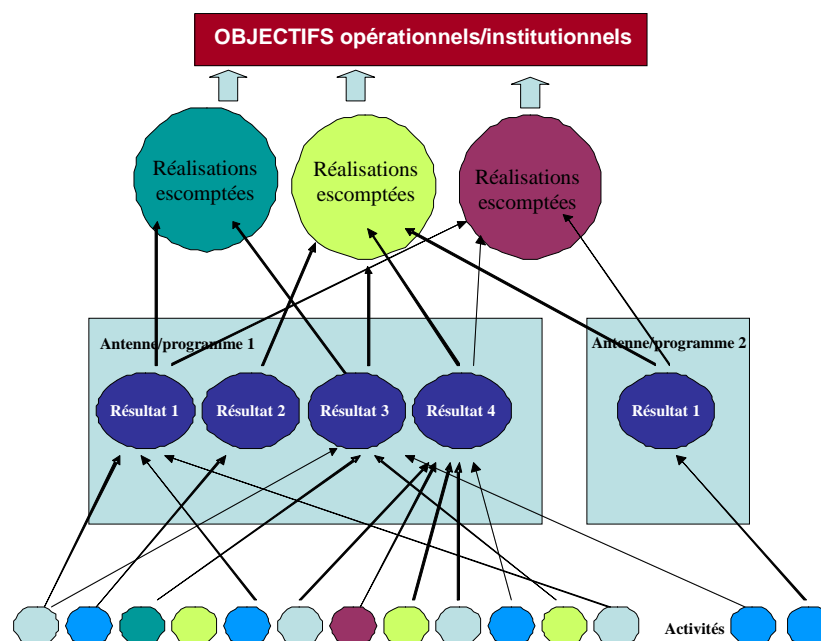 OBJECTIFS opérationnels/institutionnels
Réalisations
escomptées
Réalisations
escomptées
Réalisations
escomptées
Antenne/programme 1
Antenne/programme 2
Résultat 1
Résultat 2
Résultat 3
Résultat 4
Résultat 1
Activités